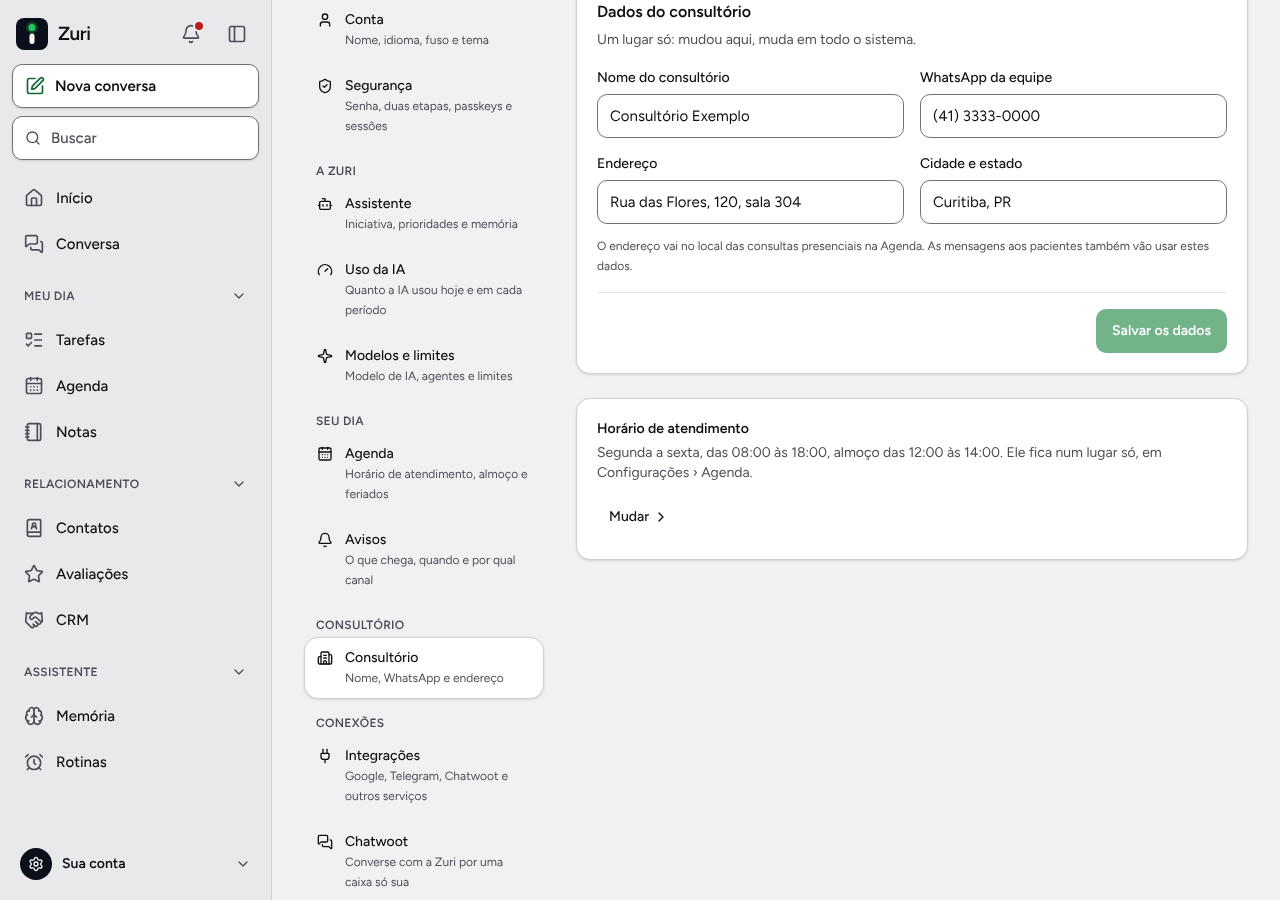 Zuri
Nova conversa
Buscar
Início
Conversa
MEU DIA
Tarefas
Agenda
Notas
RELACIONAMENTO
Contatos
Avaliações
CRM
ASSISTENTE
Memória
Rotinas
Sua conta
Conta
Nome, idioma, fuso e tema
Segurança
Senha, duas etapas, passkeys e
sessões
A ZURI
Assistente
Iniciativa, prioridades e memória
Uso da IA
Quanto a IA usou hoje e em cada
período
Modelos e limites
Modelo de IA, agentes e limites
SEU DIA
Agenda
Horário de atendimento, almoço e
feriados
Avisos
O que chega, quando e por qual
canal
CONSULTÓRIO
Consultório
Nome, WhatsApp e endereço
CONEXÕES
Integrações
Google, Telegram, Chatwoot e
outros serviços
Chatwoot
Converse com a Zuri por uma
caixa só sua
Dados do consultório
Um lugar só: mudou aqui, muda em todo o sistema.
Nome do consultório
Consultório Exemplo
WhatsApp da equipe
(41) 3333-0000
Endereço
Rua das Flores, 120, sala 304
Cidade e estado
Curitiba, PR
O endereço vai no local das consultas presenciais na Agenda. As mensagens aos pacientes também vão usar estes
dados.
Salvar os dados
Horário de atendimento
Segunda a sexta, das 08:00 às 18:00, almoço das 12:00 às 14:00. Ele fica num lugar só, em
Configurações › Agenda.
Mudar